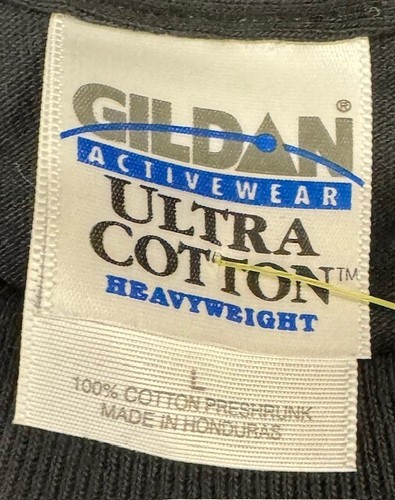 GILDAN®
ACTIVEWEAR
ULTRA
COTTON™
HEAVYWEIGHT
L
100% COTTON PRESHRUNK
MADE IN HONDURAS